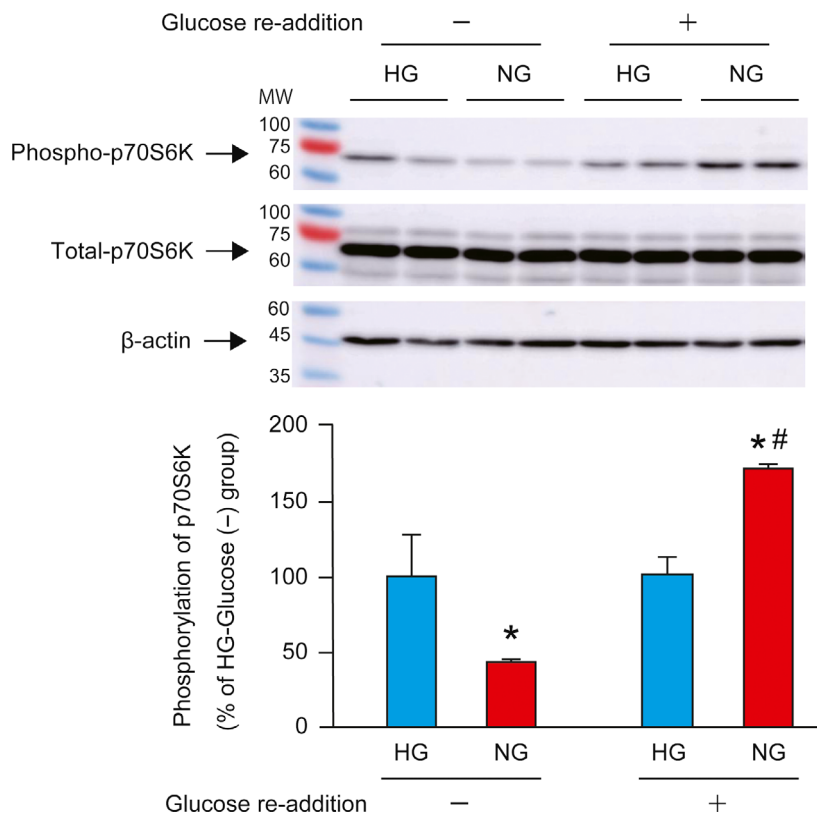 Glucose re-addition − +
HG NG HG NG
MW
100
Phospho-p70S6K 75
60
100
75
Total-p70S6K 60
60
β-actin 45
35
Phosphorylation of p70S6K
(% of HG-Glucose (−) group)
200
150
100
50
0
*
* #
HG NG HG NG
Glucose re-addition − +